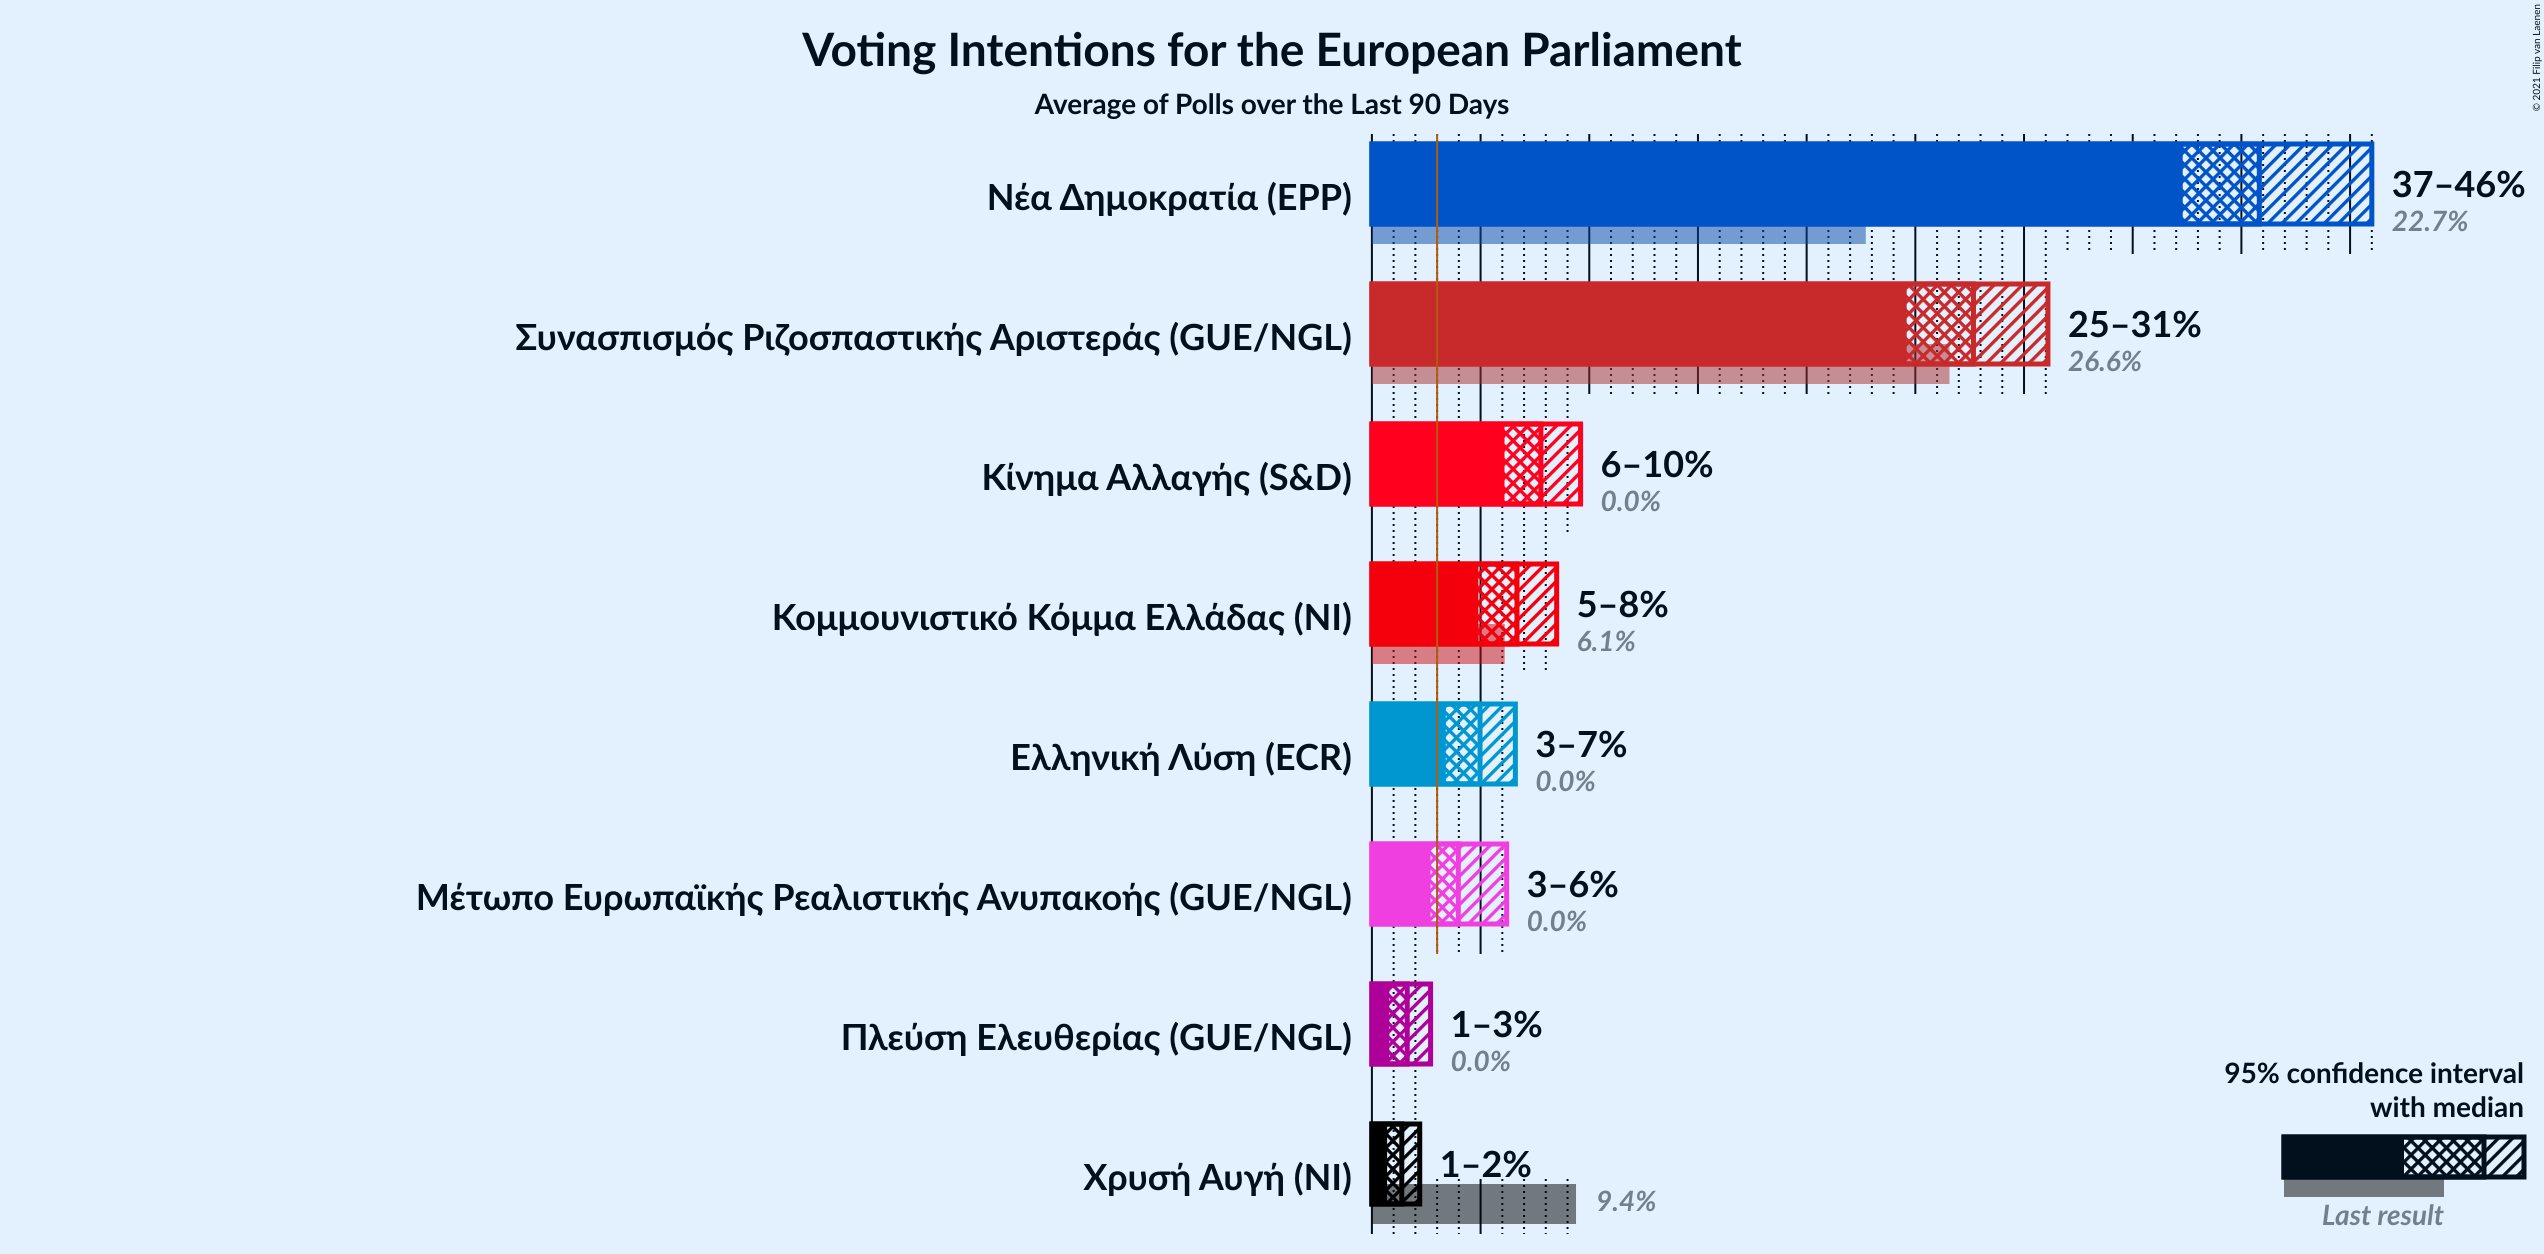 Voting Intentions for the European Parliament
Average of Polls over the Last 90 Days
© 2021 Filip van Laenen
Νέα Δημοκρατία (EPP)
37–46%
22.7%
Συνασπισμός Ριζοσπαστικής Αριστεράς (GUE/NGL)
25–31%
26.6%
Κίνημα Αλλαγής (S&D)
6–10%
0.0%
Κομμουνιστικό Κόμμα Ελλάδας (NI)
5–8%
6.1%
Ελληνική Λύση (ECR)
3–7%
0.0%
Μέτωπο Ευρωπαϊκής Ρεαλιστικής Ανυπακοής (GUE/NGL)
3–6%
0.0%
Πλεύση Ελευθερίας (GUE/NGL)
1–3%
0.0%
Χρυσή Αυγή (NI)
1–2%
9.4%
95% confidence interval
with median
Last result